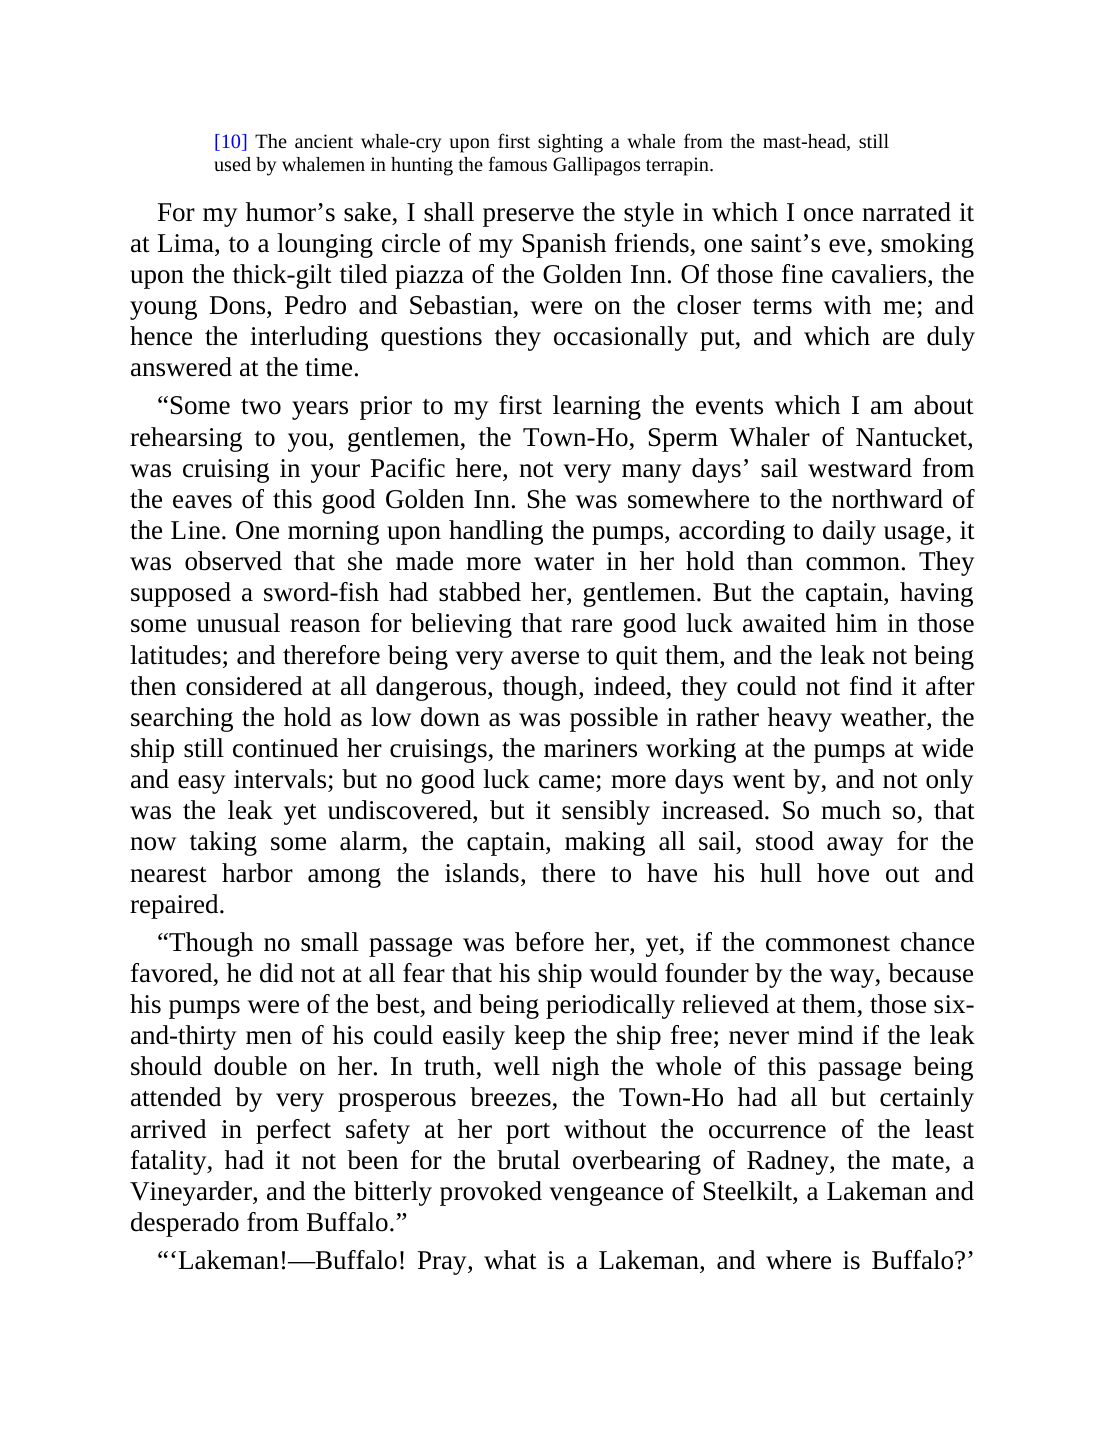 [10] The ancient whale-cry upon first sighting a whale from the mast-head, still
used by whalemen in hunting the famous Gallipagos terrapin.
For my humor’s sake, I shall preserve the style in which I once narrated it
at Lima, to a lounging circle of my Spanish friends, one saint’s eve, smoking
upon the thick-gilt tiled piazza of the Golden Inn. Of those fine cavaliers, the
young Dons, Pedro and Sebastian, were on the closer terms with me; and
hence the interluding questions they occasionally put, and which are duly
answered at the time.
“Some two years prior to my first learning the events which I am about
rehearsing to you, gentlemen, the Town-Ho, Sperm Whaler of Nantucket,
was cruising in your Pacific here, not very many days’ sail westward from
the eaves of this good Golden Inn. She was somewhere to the northward of
the Line. One morning upon handling the pumps, according to daily usage, it
was observed that she made more water in her hold than common. They
supposed a sword-fish had stabbed her, gentlemen. But the captain, having
some unusual reason for believing that rare good luck awaited him in those
latitudes; and therefore being very averse to quit them, and the leak not being
then considered at all dangerous, though, indeed, they could not find it after
searching the hold as low down as was possible in rather heavy weather, the
ship still continued her cruisings, the mariners working at the pumps at wide
and easy intervals; but no good luck came; more days went by, and not only
was the leak yet undiscovered, but it sensibly increased. So much so, that
now taking some alarm, the captain, making all sail, stood away for the
nearest harbor among the islands, there to have his hull hove out and
repaired.
“Though no small passage was before her, yet, if the commonest chance
favored, he did not at all fear that his ship would founder by the way, because
his pumps were of the best, and being periodically relieved at them, those six-
and-thirty men of his could easily keep the ship free; never mind if the leak
should double on her. In truth, well nigh the whole of this passage being
attended by very prosperous breezes, the Town-Ho had all but certainly
arrived in perfect safety at her port without the occurrence of the least
fatality, had it not been for the brutal overbearing of Radney, the mate, a
Vineyarder, and the bitterly provoked vengeance of Steelkilt, a Lakeman and
desperado from Buffalo.”
“‘Lakeman!—Buffalo! Pray, what is a Lakeman, and where is Buffalo?’